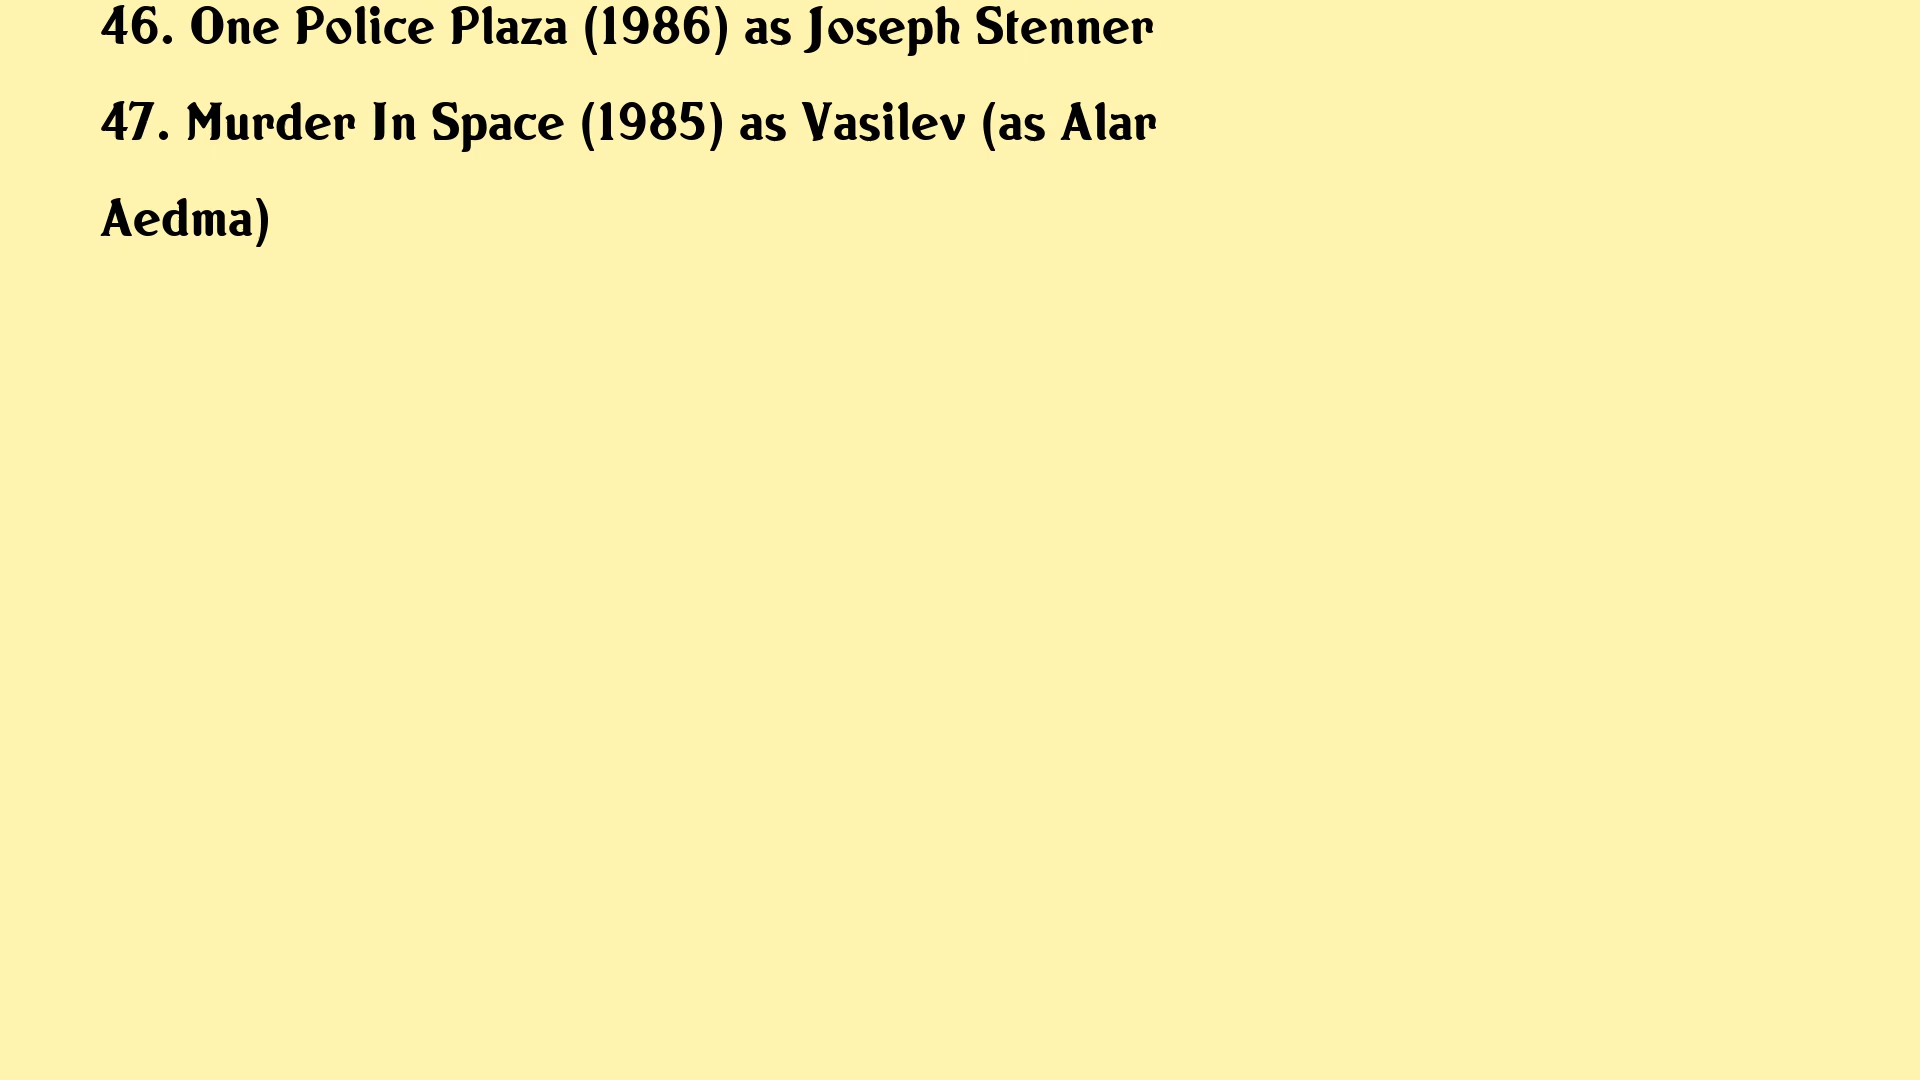 46. One Police Plaza (1986) as Joseph Stenner
47. Murder In Space (1985) as Vasilev (as Alar
Aedma)